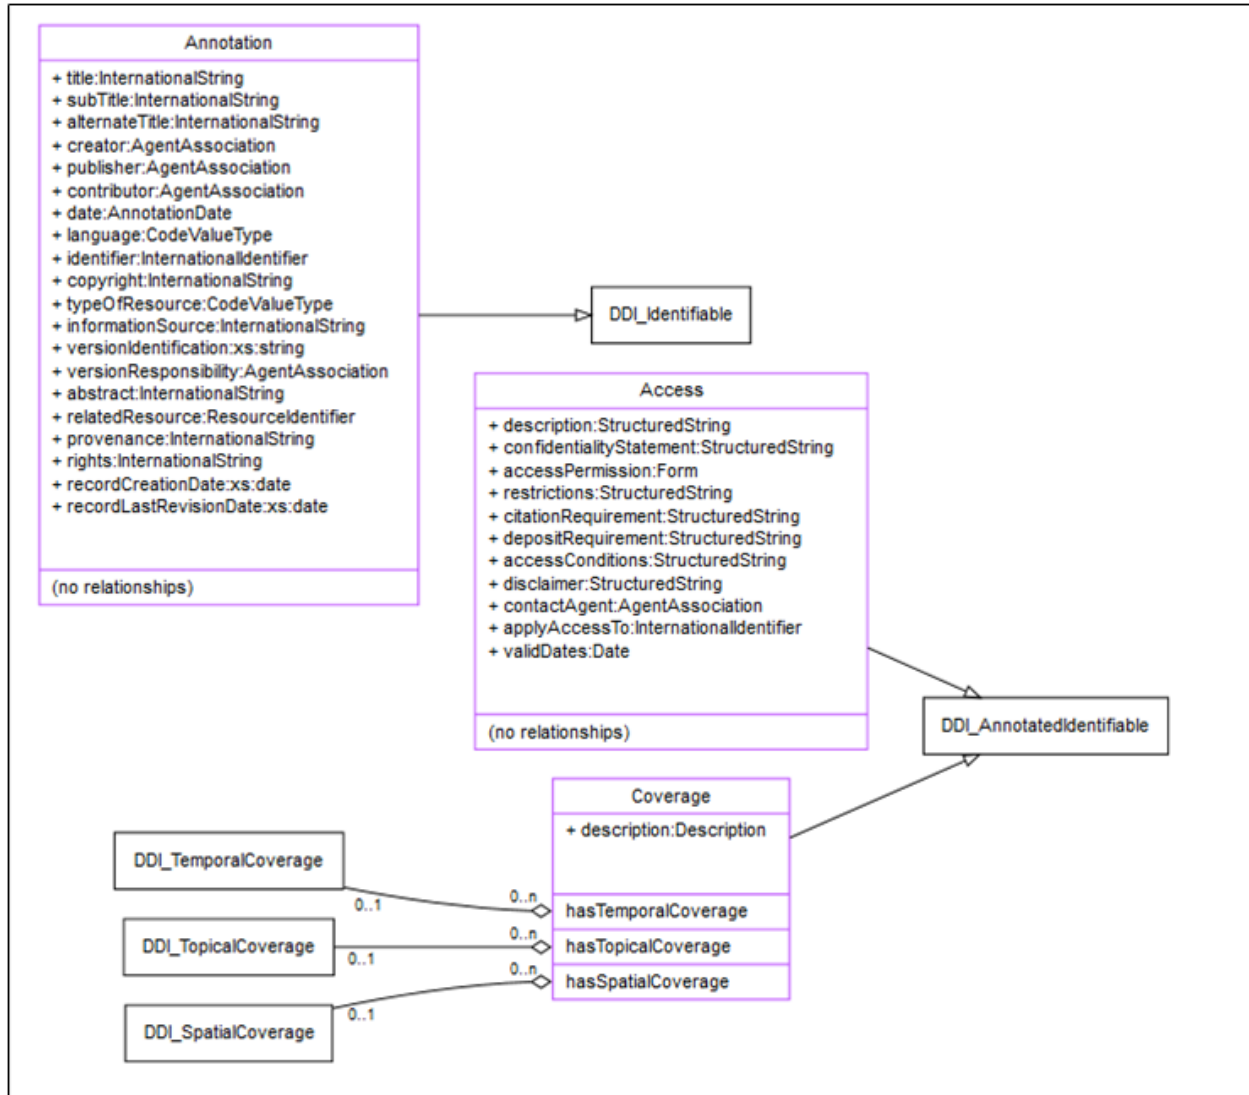 Annotation
+ title:InternationalString
+ subTitle:InternationalString
+ alternateTitle:InternationalString
+ creator:AgentAssociation
+ publisher:AgentAssociation
+ contributor:AgentAssociation
+ date:AnnotationDate
+ language:CodeValueType
+ identifier:InternationalIdentifier
+ copyright:InternationalString
+ typeOfResource:CodeValueType
+ informationSource:InternationalString
+ versionIdentification:xs:string
+ versionResponsibility:AgentAssociation
+ abstract:InternationalString
+ relatedResource:ResourceIdentifier
+ provenance:InternationalString
+ rights:InternationalString
+ recordCreationDate:xs:date
+ recordLastRevisionDate:xs:date
(no relationships)
DDI_Identifiable
Access
+ description:StructuredString
+ confidentialityStatement:StructuredString
+ accessPermission:Form
+ restrictions:StructuredString
+ citationRequirement:StructuredString
+ depositRequirement:StructuredString
+ accessConditions:StructuredString
+ disclaimer:StructuredString
+ contactAgent:AgentAssociation
+ applyAccessTo:InternationalIdentifier
+ validDates:Date
(no relationships)
DDI_AnnotatedIdentifiable
Coverage
+ description:Description
hasTemporalCoverage
hasTopicalCoverage
hasSpatialCoverage
DDI_TemporalCoverage
0..1
0..n
DDI_TopicalCoverage
0..1
0..n
DDI_SpatialCoverage
0..1
0..n